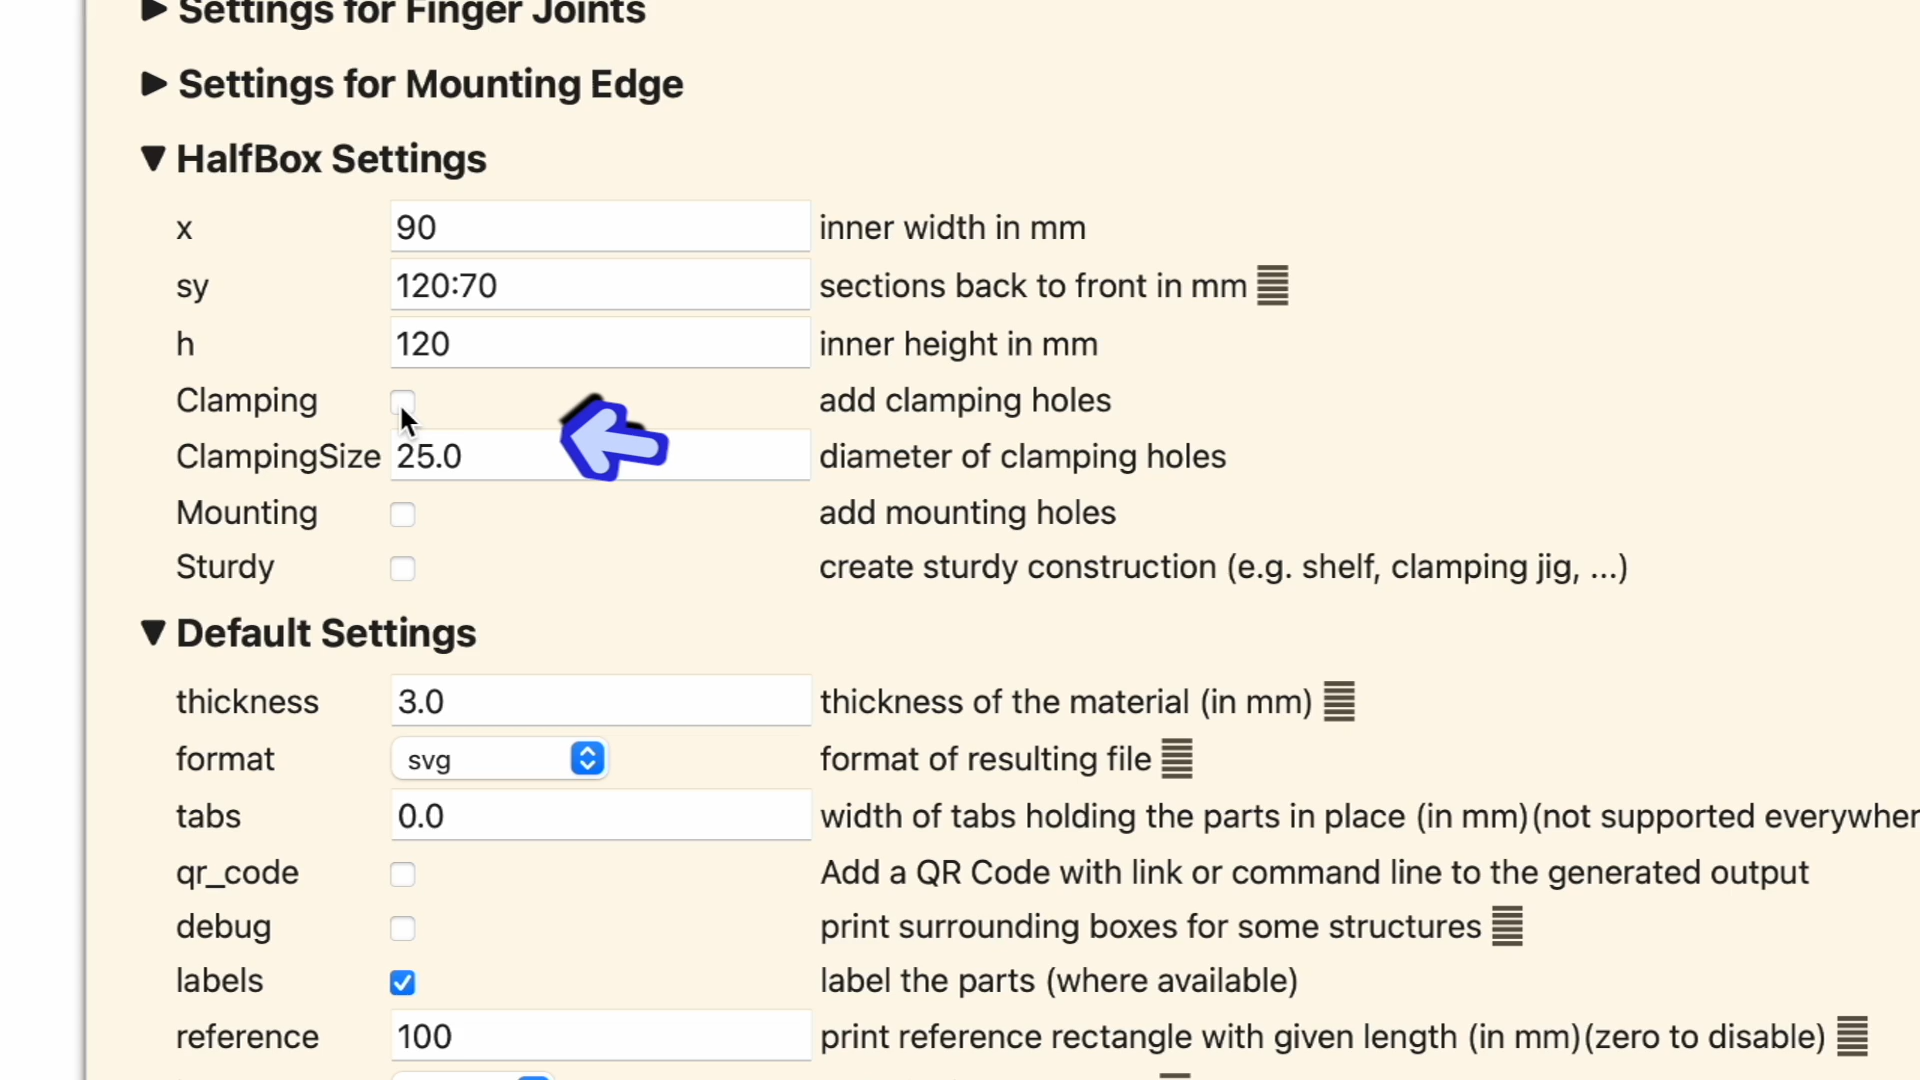 Settings for Finger Joints
Settings for Mounting Edge
HalfBox Settings
x 90 inner width in mm
sy 120:70 sections back to front in mm
h 120 inner height in mm
Clamping add clamping holes
ClampingSize 25.0 diameter of clamping holes
Mounting add mounting holes
Sturdy create sturdy construction (e.g. shelf, clamping jig, ...)
Default Settings
thickness 3.0 thickness of the material (in mm)
format svg format of resulting file
tabs 0.0 width of tabs holding the parts in place (in mm)(not supported everywher
qr_code Add a QR Code with link or command line to the generated output
debug print surrounding boxes for some structures
labels label the parts (where available)
reference 100 print reference rectangle with given length (in mm)(zero to disable)